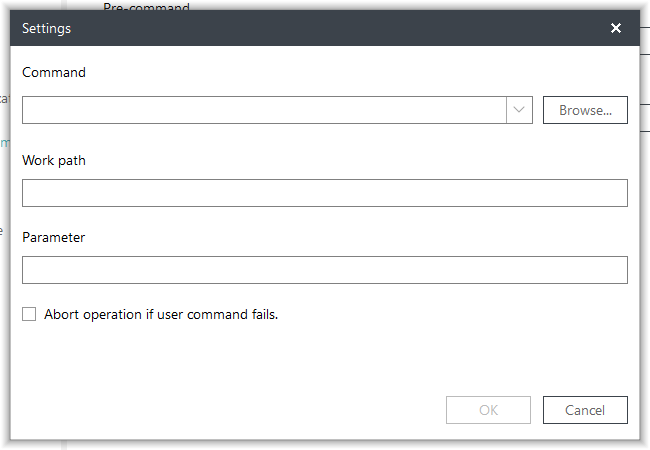 Pre-command
Settings
Command
Browse...
Work path
Parameter
Abort operation if user command fails.
OK
Cancel